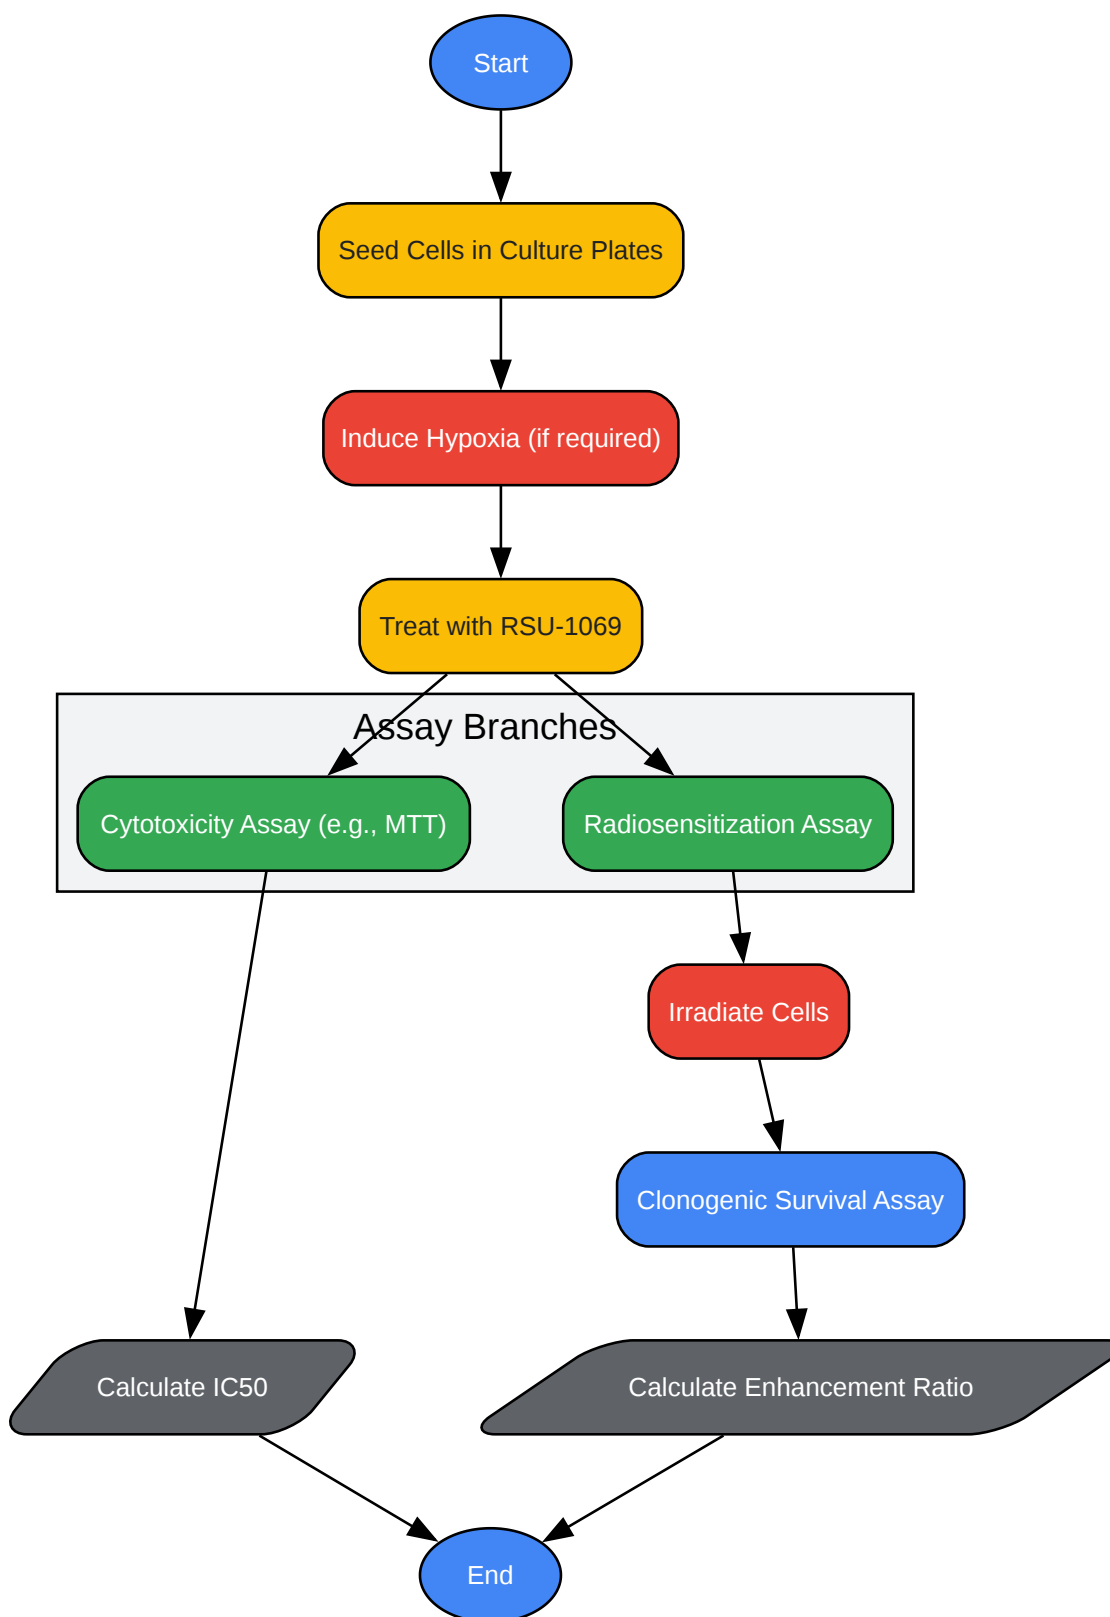 Start
Seed Cells in Culture Plates
Induce Hypoxia (if required)
Treat with RSU-1069
Assay Branches
Cytotoxicity Assay (e.g., MTT)
Radiosensitization Assay
Irradiate Cells
Clonogenic Survival Assay
Calculate IC50
Calculate Enhancement Ratio
End